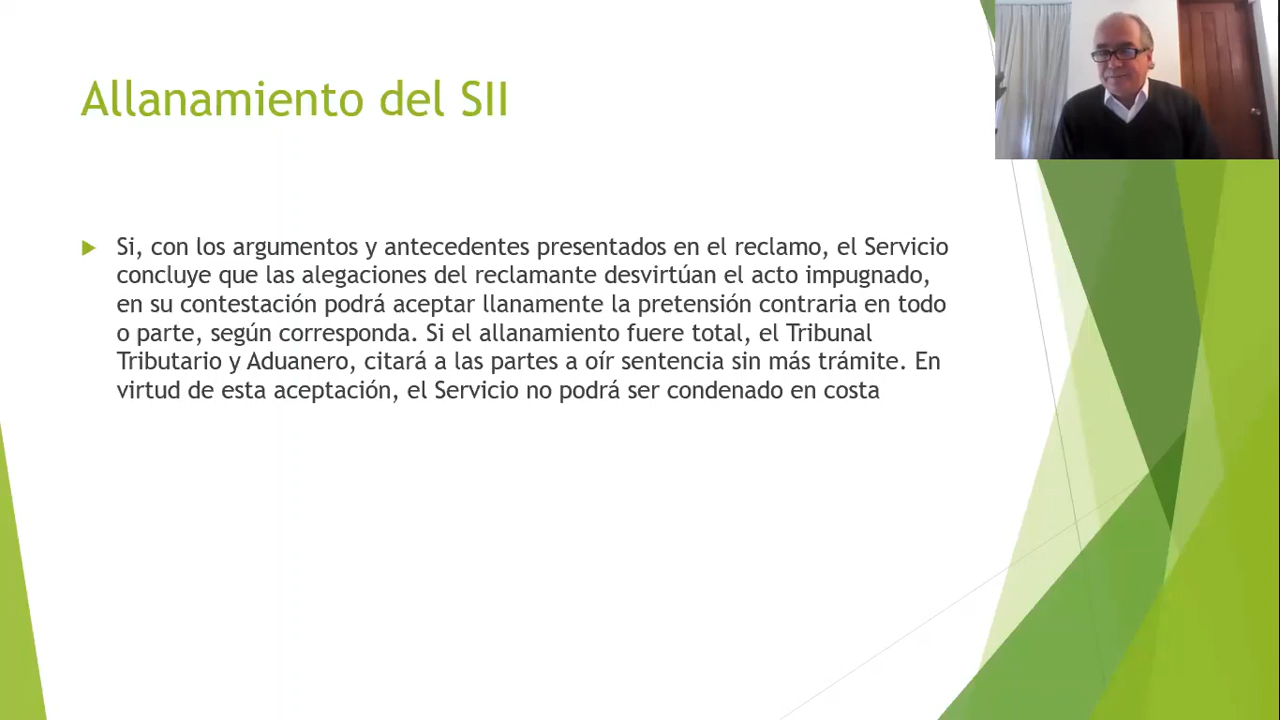 Allanamiento del SII
Si, con los argumentos y antecedentes presentados en el reclamo, el Servicio
concluye que las alegaciones del reclamante desvirtúan el acto impugnado,
en su contestación podrá aceptar llanamente la pretensión contraria en todo
o parte, según corresponda. Si el allanamiento fuere total, el Tribunal
Tributario y Aduanero, citará a las partes a oír sentencia sin más trámite. En
virtud de esta aceptación, el Servicio no podrá ser condenado en costa